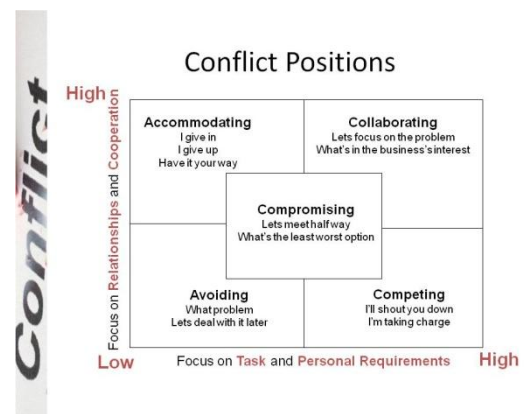 Conflict
Conflict Positions
High
Focus on Relationships and Cooperation
Accommodating
I give in
I give up
Have it your way
Collaborating
Lets focus on the problem
What's in the business's interest
Compromising
Lets meet half way
What's the least worst option
Avoiding
What problem
Lets deal with it later
Competing
I'll shout you down
I'm taking charge
Low
Focus on Task and Personal Requirements
High